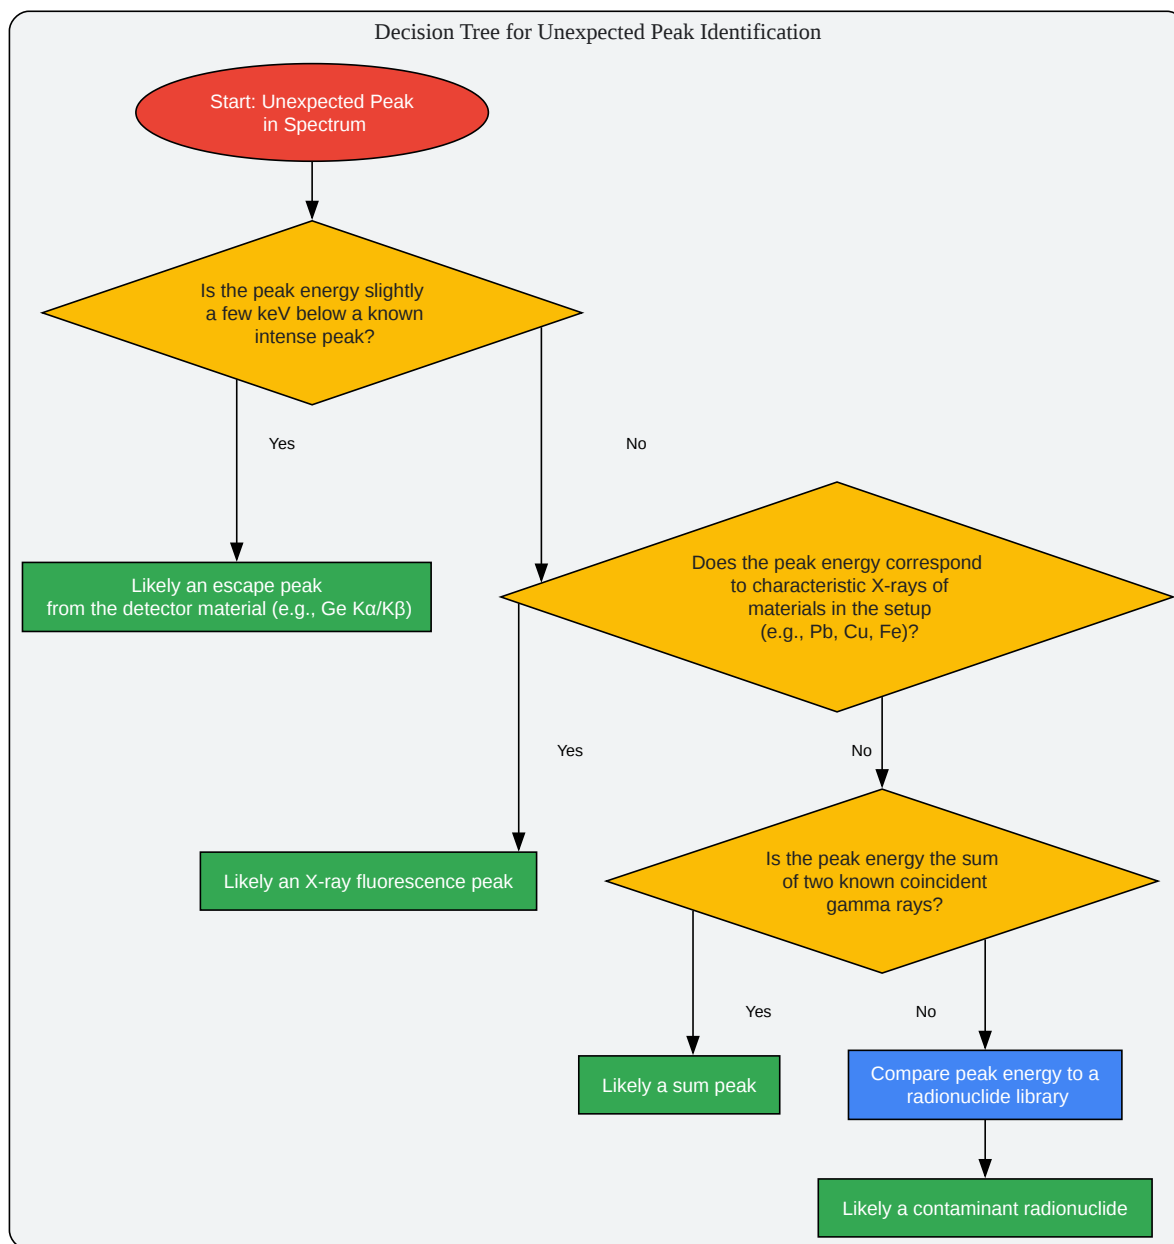 Decision Tree for Unexpected Peak Identification
Start: Unexpected Peak
in Spectrum
Is the peak energy slightly
a few keV below a known
intense peak?
Yes
No
Likely an escape peak
from the detector material (e.g., Ge Kα/Kβ)
Does the peak energy correspond
to characteristic X-rays of
materials in the setup
(e.g., Pb, Cu, Fe)?
Yes
No
Likely an X-ray fluorescence peak
Is the peak energy the sum
of two known coincident
gamma rays?
Yes
No
Likely a sum peak
Compare peak energy to a
radionuclide library
Likely a contaminant radionuclide